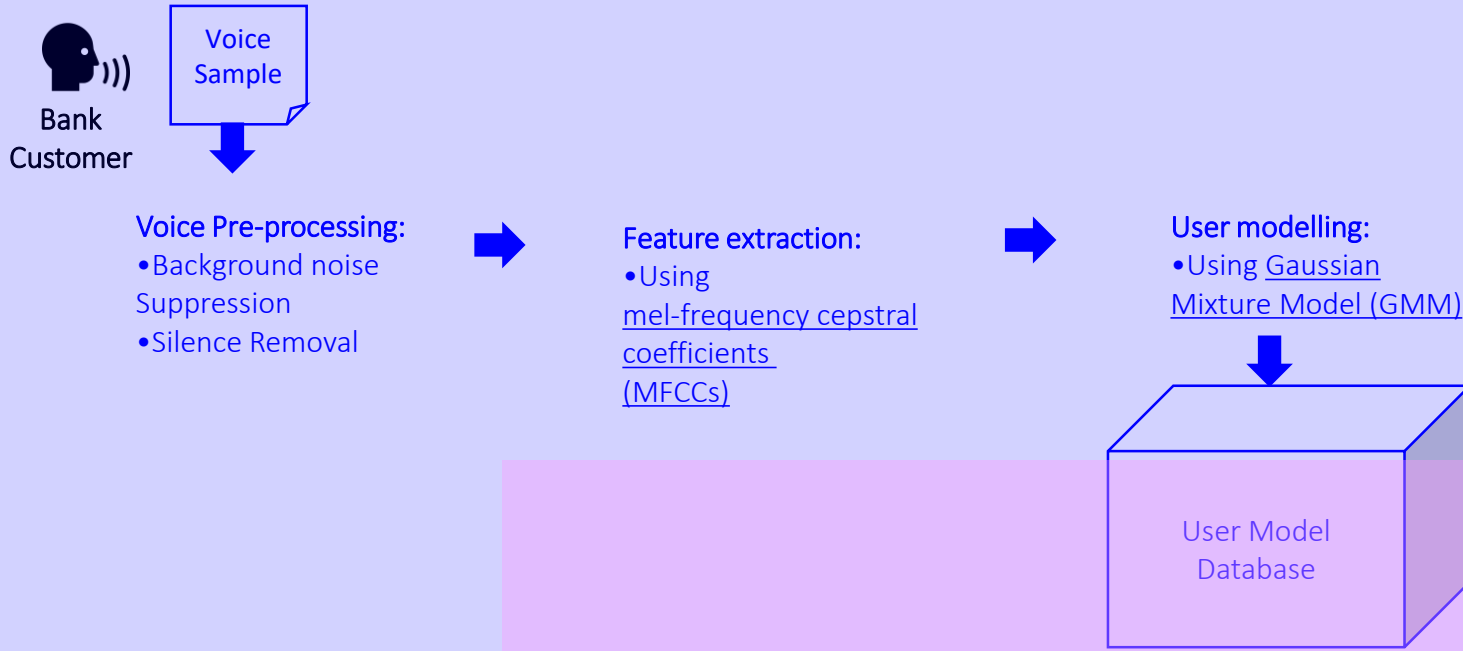 Voice
Sample
Bank
Customer
Voice Pre-processing:
•Background noise
Suppression
•Silence Removal
Feature extraction:
•Using
mel-frequency cepstral
coefficients
(MFCCs)
User modelling:
•Using Gaussian
Mixture Model (GMM)
User Model
Database